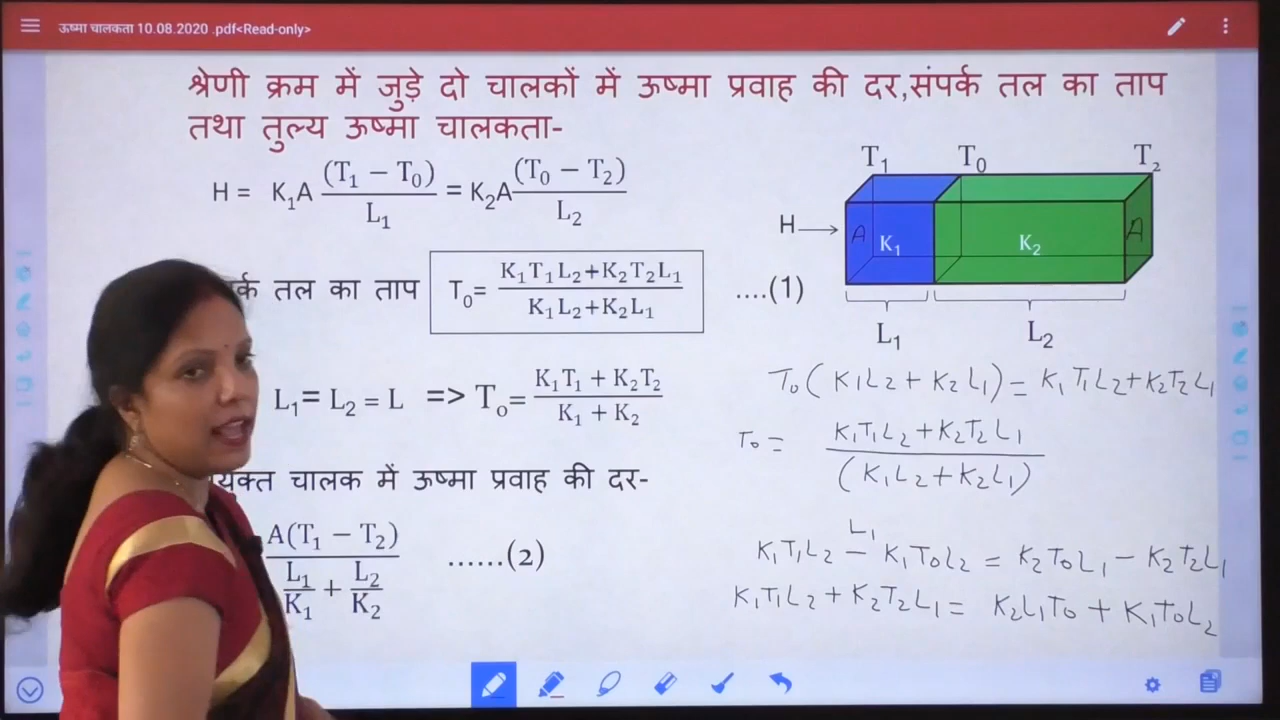 ऊष्मा चालकता 10.08.2020 .pdf<Read-only>
श्रेणी क्रम में जुड़े दो चालकों में ऊष्मा प्रवाह की दर,संपर्क तल का ताप
तथा तुल्य ऊष्मा चालकता-
H = K₁A (T₁ − T₀)/L₁ = K₂A (T₀ − T₂)/L₂
T₁ T₀ T₂
H→ A K₁ K₂ A
L₁ L₂
तल का ताप T₀= (K₁T₁L₂+K₂T₂L₁)/(K₁L₂+K₂L₁) ....(1)
T₀(K₁L₂ + K₂L₁) = K₁T₁L₂+K₂T₂L₁
L₁= L₂ = L => T₀= (K₁T₁ + K₂T₂)/(K₁ + K₂)
T₀ = (K₁T₁L₂+K₂T₂L₁)/(K₁L₂+K₂L₁)
चालक में ऊष्मा प्रवाह की दर-
A(T₁ − T₂)/(L₁/K₁ + L₂/K₂) ......(2)
L₁
K₁T₁L₂ − K₁T₀L₂ = K₂T₀L₁ − K₂T₂L₁
K₁T₁L₂ + K₂T₂L₁ = K₂L₁T₀ + K₁T₀L₂